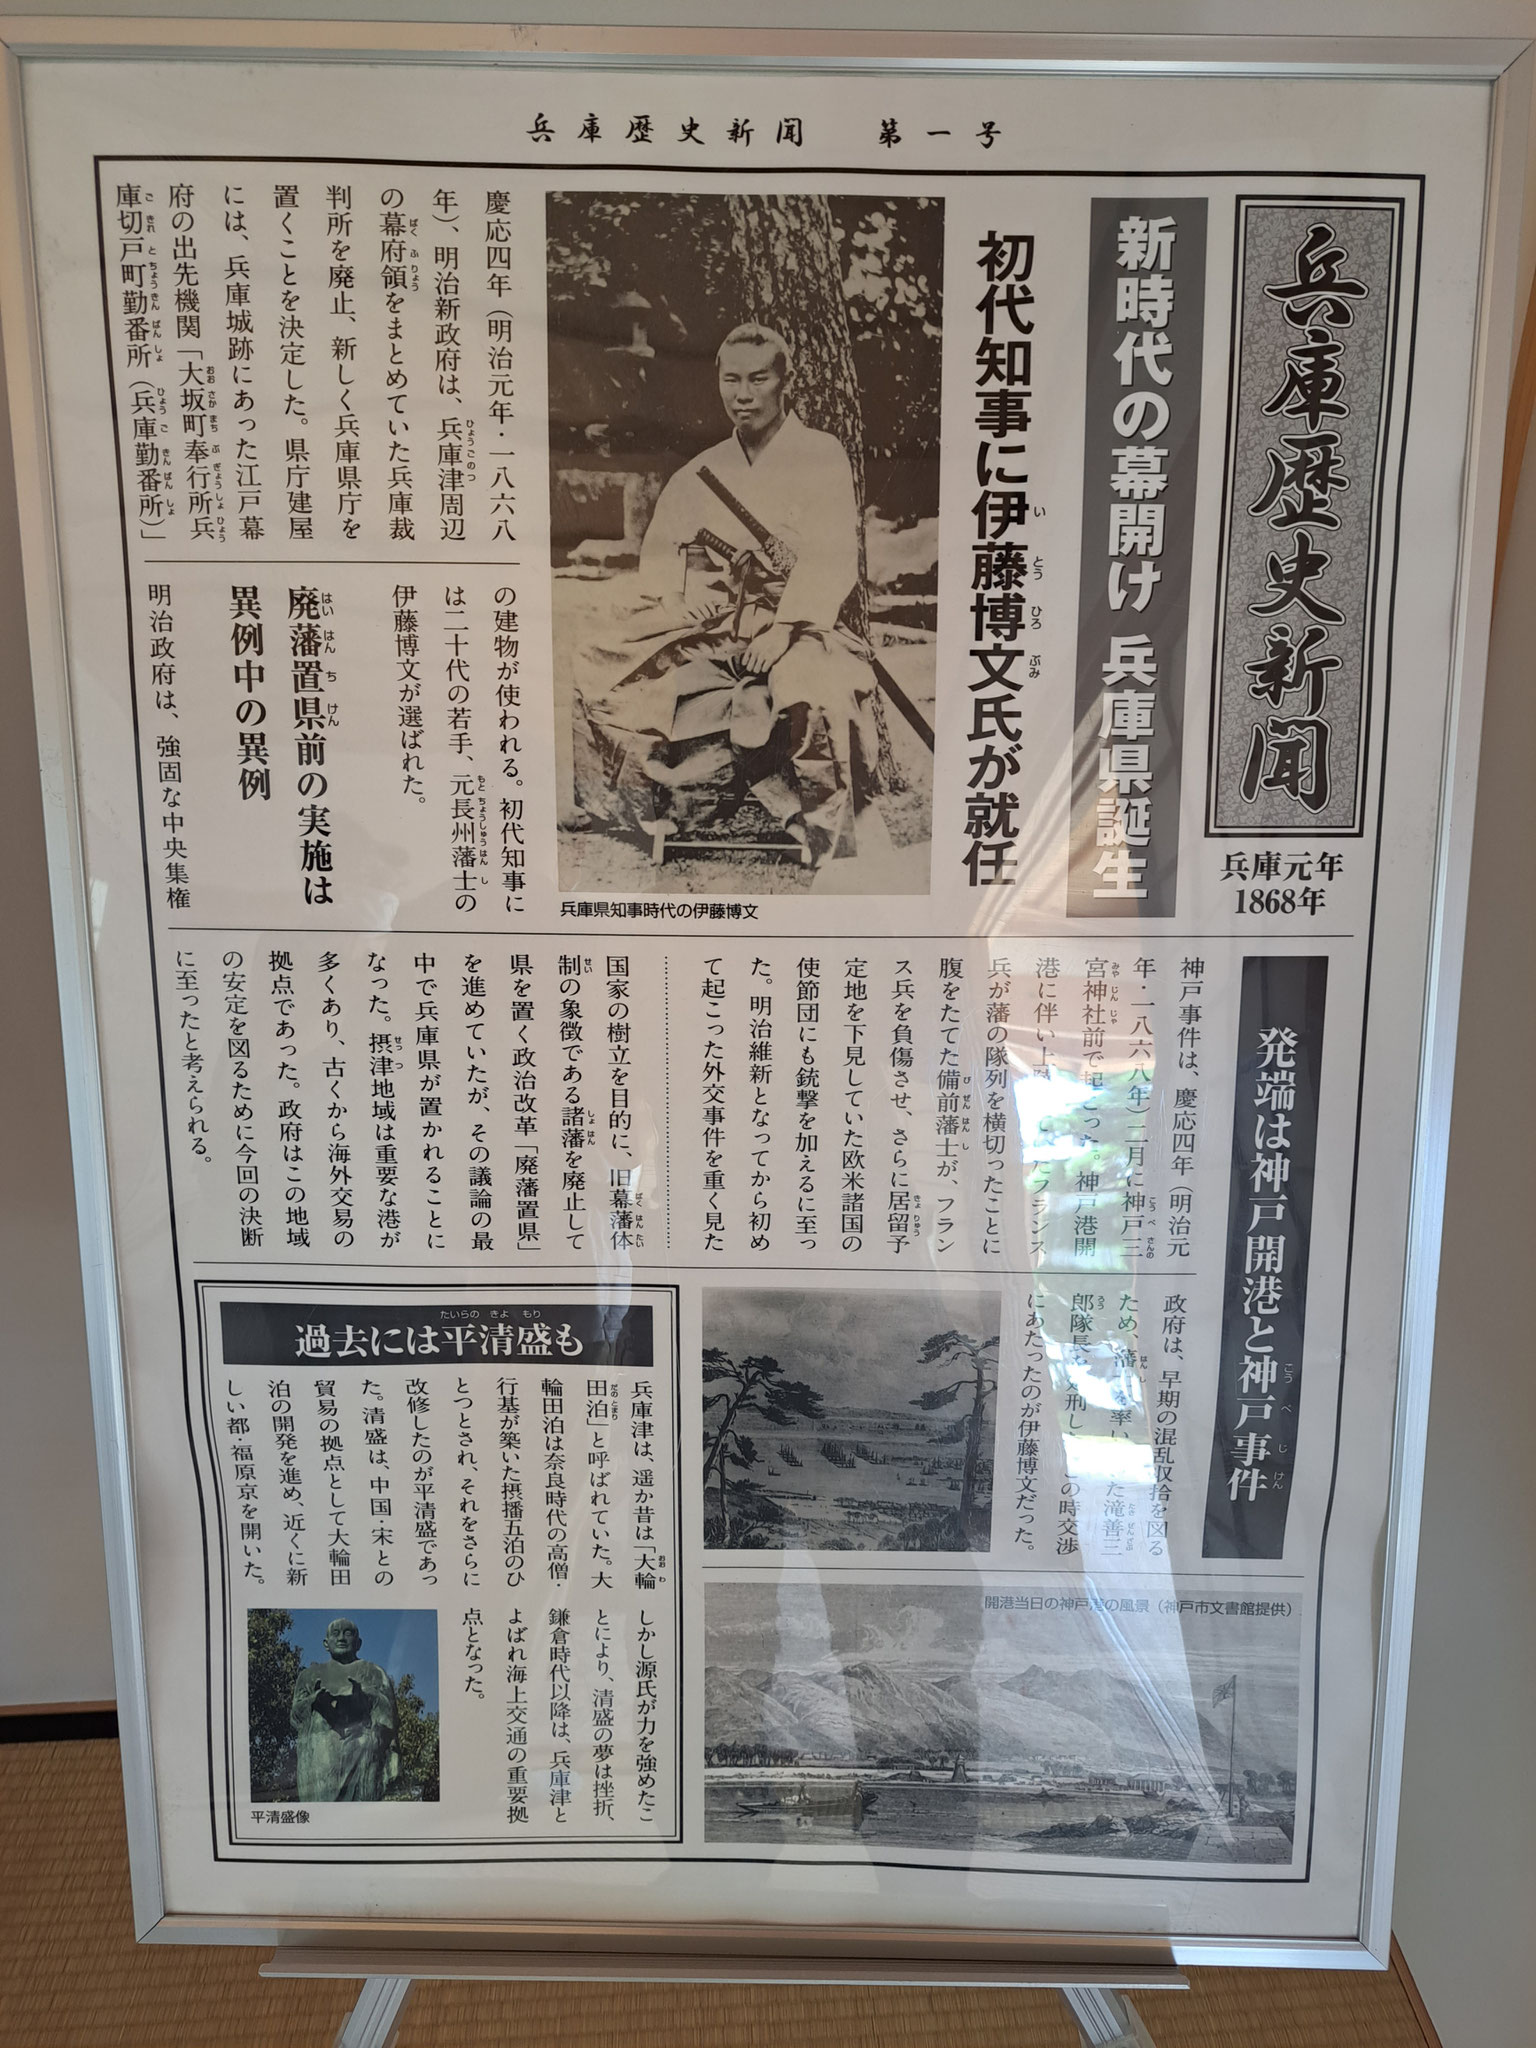 兵庫歴史新聞 第一号
兵庫歴史新聞
兵庫元年
1868年
新時代の幕開け 兵庫県誕生
初代知事に伊藤博文氏が就任
兵庫県知事時代の伊藤博文
慶応四年（明治元年・一八六八
年）、明治新政府は、兵庫津周辺
の幕府領をまとめていた兵庫裁
判所を廃止、新しく兵庫県庁を
置くことを決定した。県庁建屋
には、兵庫城跡にあった江戸幕
府の出先機関「大坂町奉行所兵
庫切戸町勤番所（兵庫勤番所）」
の建物が使われる。初代知事に
は二十代の若手、元長州藩士の
伊藤博文が選ばれた。
廃藩置県前の実施は
異例中の異例
明治政府は、強固な中央集権
国家の樹立を目的に、旧幕藩体
制の象徴である諸藩を廃止して
県を置く政治改革「廃藩置県」
を進めていたが、その議論の最
中で兵庫県が置かれることに
なった。摂津地域は重要な港が
多くあり、古くから海外交易の
拠点であった。政府はこの地域
の安定を図るために今回の決断
に至ったと考えられる。
発端は神戸開港と神戸事件
神戸事件は、慶応四年（明治元
年・一八六八年）二月に神戸三
宮神社前で起こった。神戸港開
港に伴い上 たフランス
兵が藩の隊列を横切ったことに
腹をたてた備前藩士が、フラン
ス兵を負傷させ、さらに居留予
定地を下見していた欧米諸国の
使節団にも銃撃を加えるに至っ
た。明治維新となってから初め
て起こった外交事件を重く見た
政府は、早期の混乱収拾を図る
ため、藩 を率い た滝善三
郎隊長 刑し この時交渉
にあたったのが伊藤博文だった。
開港当日の神戸港の風景（神戸市文書館提供）
過去には平清盛も
兵庫津は、遥か昔は「大輪
田泊」と呼ばれていた。大
輪田泊は奈良時代の高僧・
行基が築いた摂播五泊のひ
とつとされ、それをさらに
改修したのが平清盛であっ
た。清盛は、中国・宋との
貿易の拠点として大輪田
泊の開発を進め、近くに新
しい都・福原京を開いた。
しかし源氏が力を強めたこ
とにより、清盛の夢は挫折、
鎌倉時代以降は、兵庫津と
よばれ海上交通の重要拠
点となった。
平清盛像